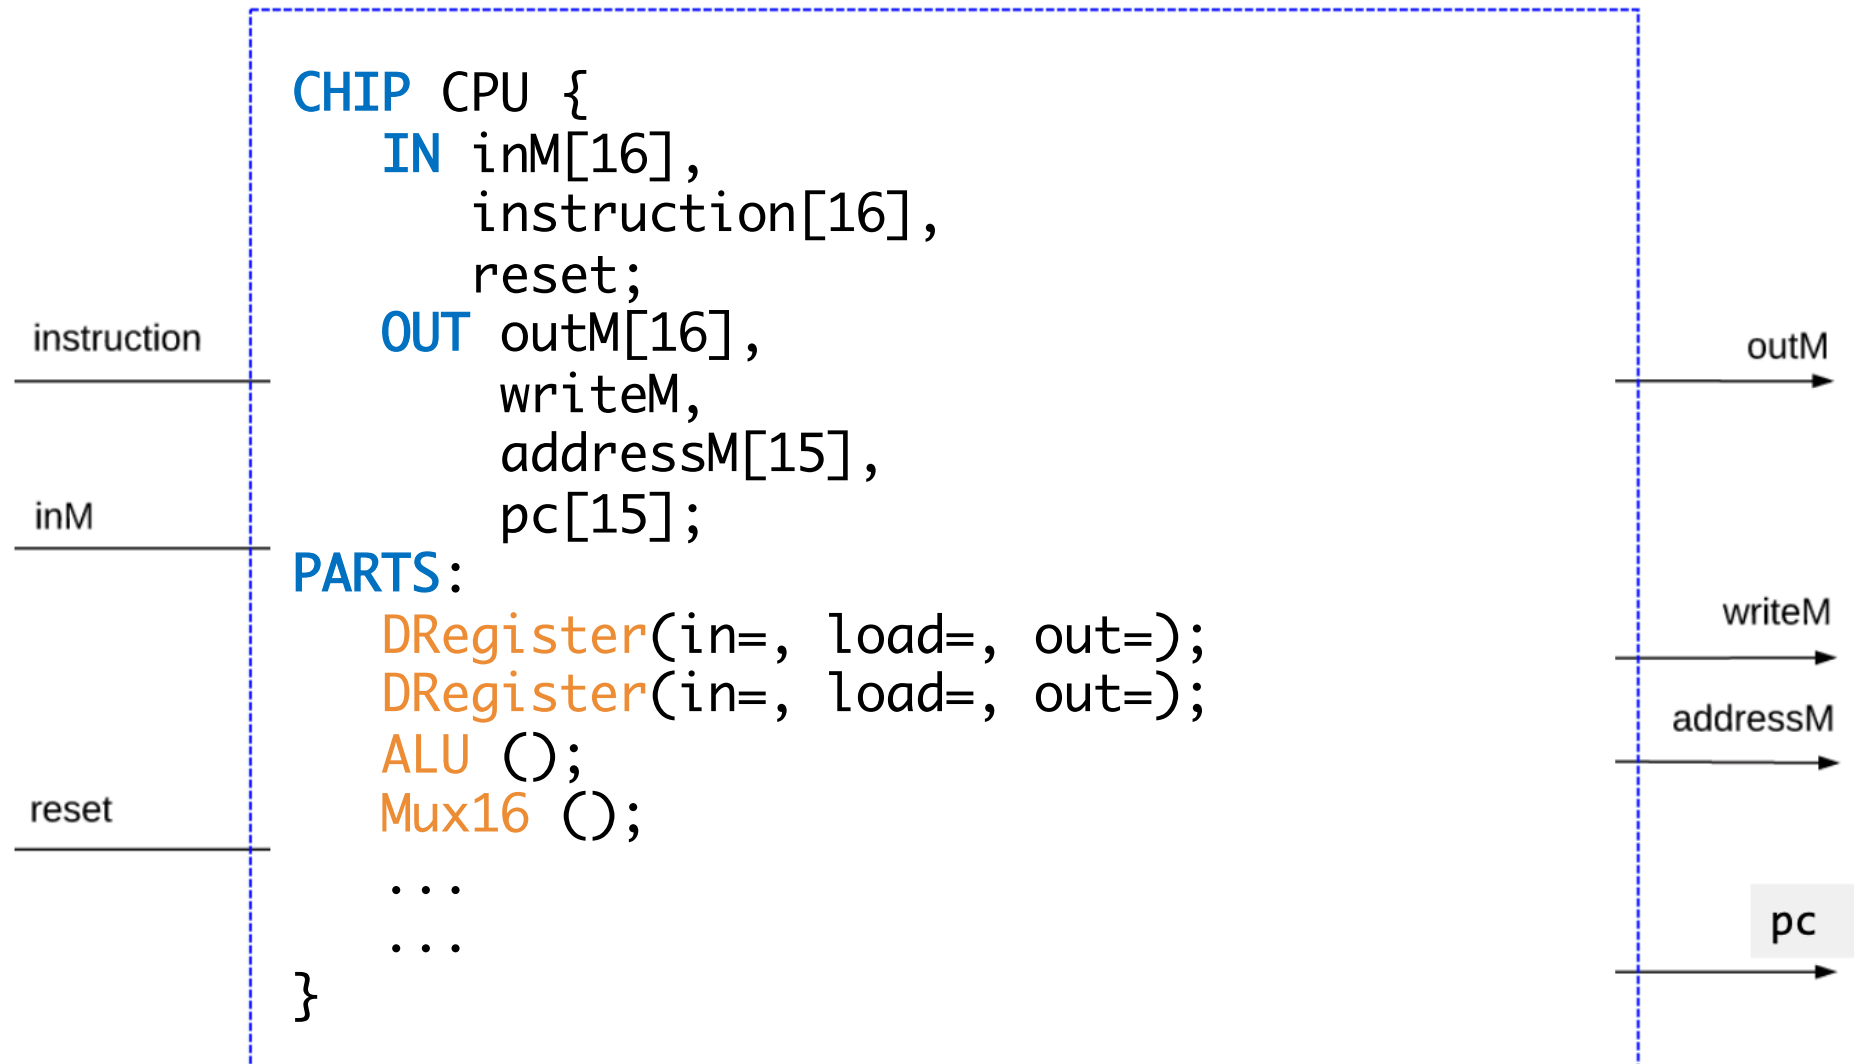 CHIP CPU {
IN inM[16],
instruction[16],
reset;
OUT outM[16],
writeM,
addressM[15],
pc[15];
PARTS:
DRegister(in=, load=, out=);
DRegister(in=, load=, out=);
ALU ();
Mux16 ();
...
...
}
instruction
inM
reset
outM
writeM
addressM
pc